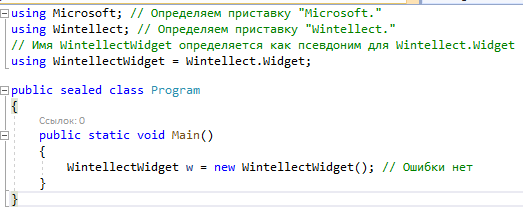 using Microsoft; // Определяем приставку "Microsoft."
using Wintellect; // Определяем приставку "Wintellect."
// Имя WintellectWidget определяется как псевдоним для Wintellect.Widget
using WintellectWidget = Wintellect.Widget;
public sealed class Program
{
Ссылок: 0
public static void Main()
{
WintellectWidget w = new WintellectWidget(); // Ошибки нет
}
}